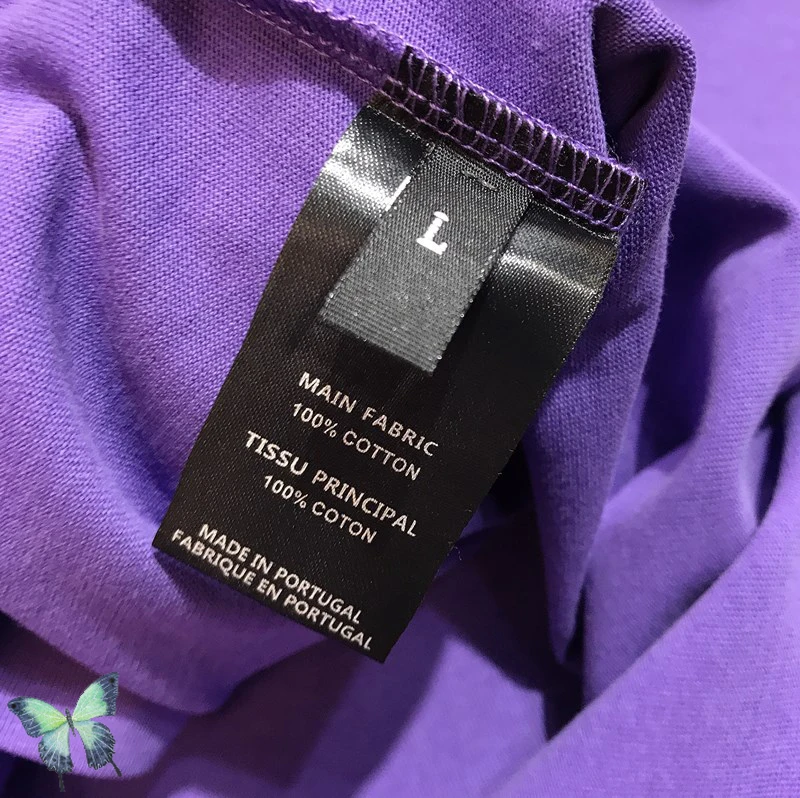 L
MAIN FABRIC
100% COTTON
TISSU PRINCIPAL
100% COTON
MADE IN PORTUGAL
FABRIQUE EN PORTUGAL